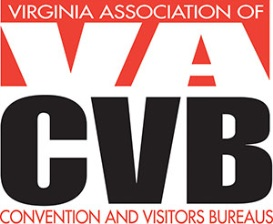 VIRGINIA ASSOCIATION OF
VA
CVB
CONVENTION AND VISITORS BUREAUS